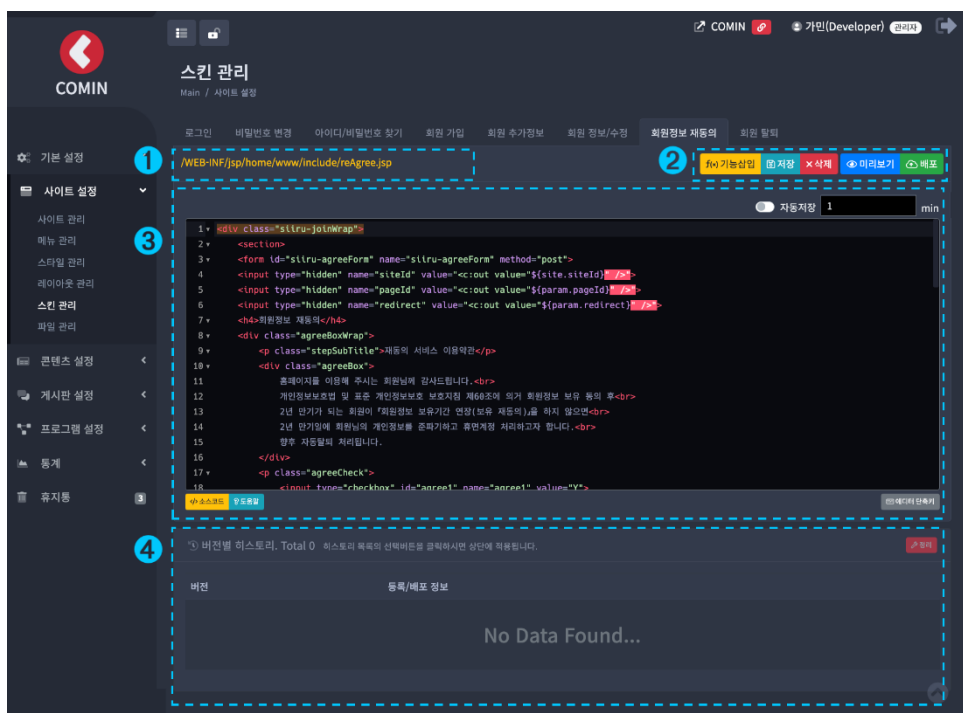 COMIN
가민(Developer) 관리자
COMIN
스킨 관리
Main / 사이트 설정
로그인 비밀번호 변경 아이디/비밀번호 찾기 회원 가입 회원 추가정보 회원 정보/수정 회원정보 재동의 회원 탈퇴
1 /WEB-INF/jsp/home/www/include/reAgree.jsp
2 f(x) 기능삽입 저장 삭제 미리보기 배포
기본 설정
사이트 설정
사이트 관리
메뉴 관리
스타일 관리
레이아웃 관리
스킨 관리
파일 관리
콘텐츠 설정
게시판 설정
프로그램 설정
통계
휴지통 3
3
자동저장 1 min
1 <div class="siiru-joinWrap">
2 <section>
3 <form id="siiru-agreeForm" name="siiru-agreeForm" method="post">
4 <input type="hidden" name="siteId" value="<c:out value="${site.siteId}" />">
5 <input type="hidden" name="pageId" value="<c:out value="${param.pageId}" />">
6 <input type="hidden" name="redirect" value="<c:out value="${param.redirect}" />">
7 <h4>회원정보 재동의</h4>
8 <div class="agreeBoxWrap">
9 <p class="stepSubTitle">재동의 서비스 이용약관</p>
10 <div class="agreeBox">
11 홈페이지를 이용해 주시는 회원님께 감사드립니다.<br>
12 개인정보보호법 및 표준 개인정보보호 보호지침 제60조에 의거 회원정보 보유 동의 후<br>
13 2년 만기가 되는 회원이 『회원정보 보유기간 연장(보유 재동의)』을 하지 않으면<br>
14 2년 만기일에 회원님의 개인정보를 준파기하고 휴면계정 처리하고자 합니다.<br>
15 향후 자동탈퇴 처리됩니다.
16 </div>
17 <p class="agreeCheck">
18 <input type="checkbox" id="agree1" name="agree1" value="Y">
소스코드 도움말 에디터 단축키
4 버전별 히스토리. Total 0 히스토리 목록의 선택버튼을 클릭하시면 상단에 적용됩니다. 정리
버전 등록/배포 정보
No Data Found...